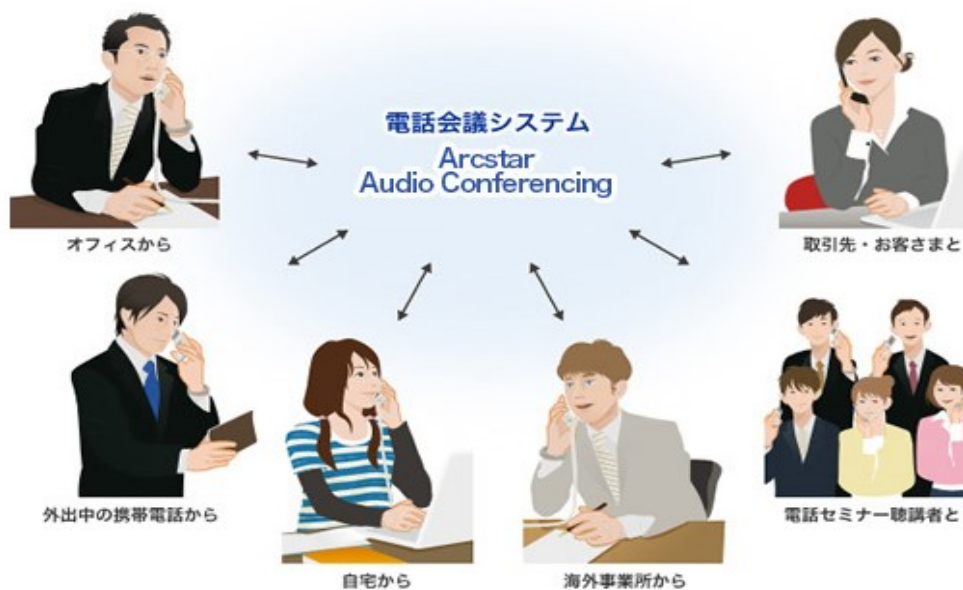 電話会議システム
Arcstar
Audio Conferencing
オフィスから
取引先・お客さまと
外出中の携帯電話から
電話セミナー聴講者と
自宅から
海外事業所から